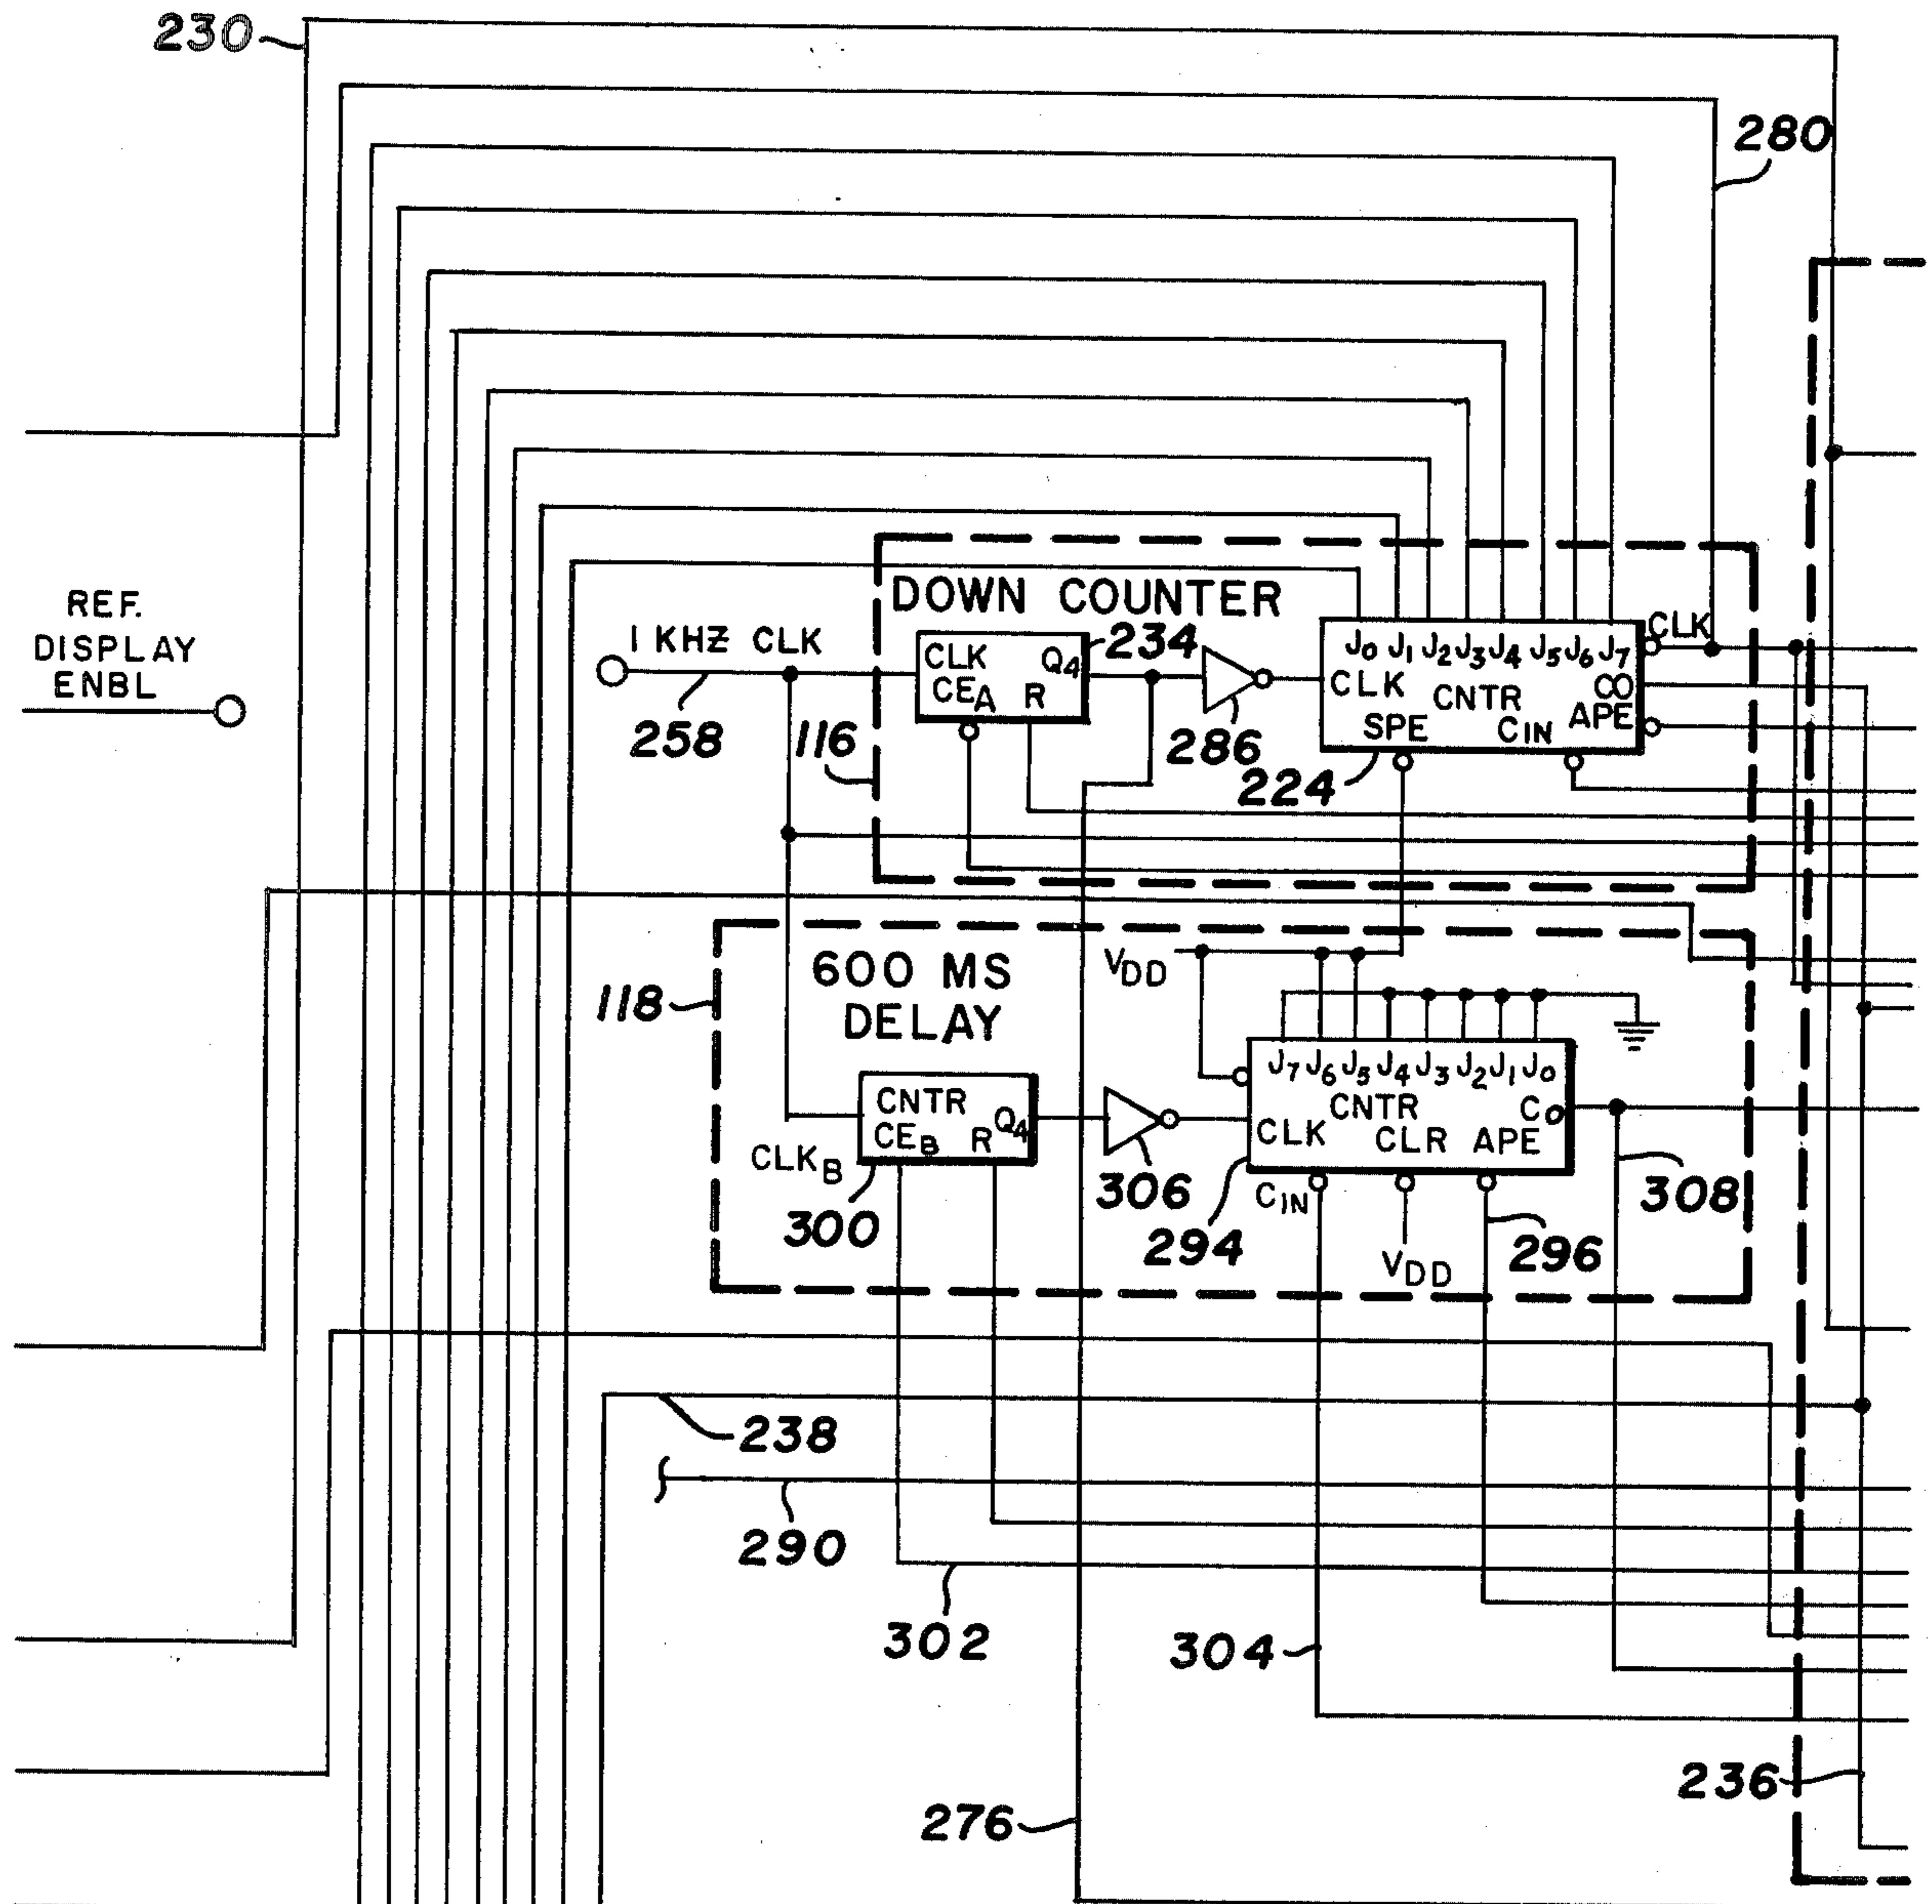 230
280
REF.
DISPLAY
ENBL
1 KHZ CLK
258
116
DOWN COUNTER
234
CLK
Q4
CEA
R
286
224
J0 J1 J2 J3 J4 J5 J6 J7
CLK
CLK
CNTR
CO
SPE
CIN
APE
118
600 MS
DELAY
VDD
J7 J6 J5 J4 J3 J2 J1 J0
CNTR
CO
CLK
CLR
APE
CNTR
Q4
CEB
R
CLKB
300
306
294
CIN
VDD
296
308
238
290
302
304
276
236